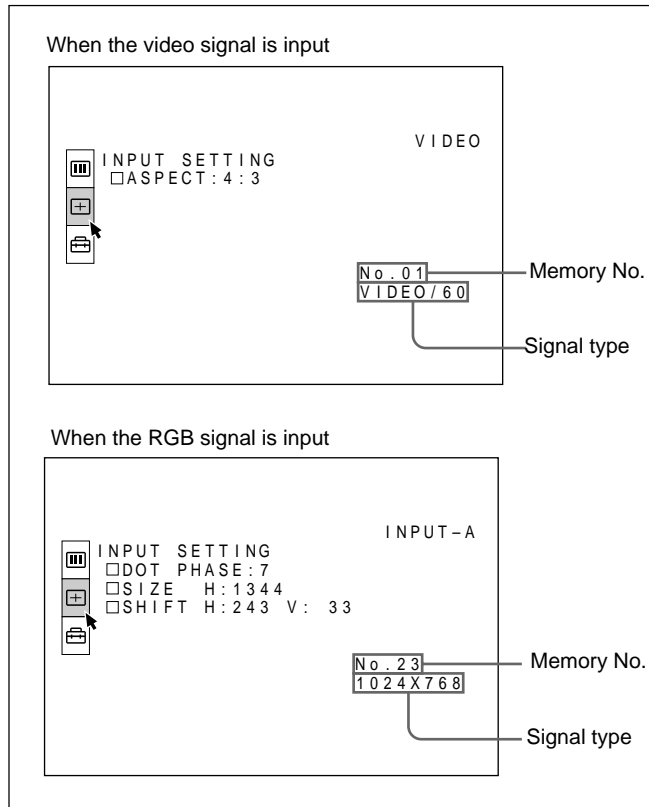 When the video signal is input
VIDEO
INPUT SETTING
□ASPECT:4:3
No.01
Memory No.
VIDEO/60
Signal type
When the RGB signal is input
INPUT–A
INPUT SETTING
□DOT PHASE:7
□SIZE H:1344
□SHIFT H:243 V: 33
No.23
Memory No.
1024X768
Signal type